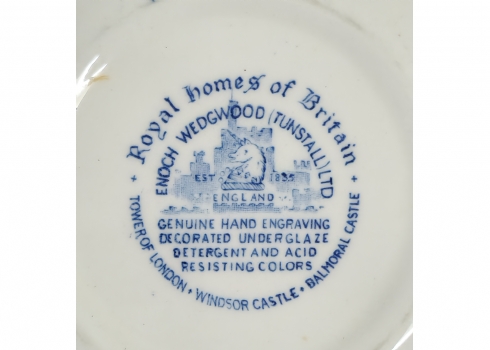 Royal Homes of Britain
ENOCH WEDGWOOD (TUNSTALL) LTD
EST 1835
ENGLAND
GENUINE HAND ENGRAVING
DECORATED UNDERGLAZE
DETERGENT AND ACID
RESISTING COLORS
TOWER OF LONDON · WINDSOR CASTLE · BALMORAL CASTLE